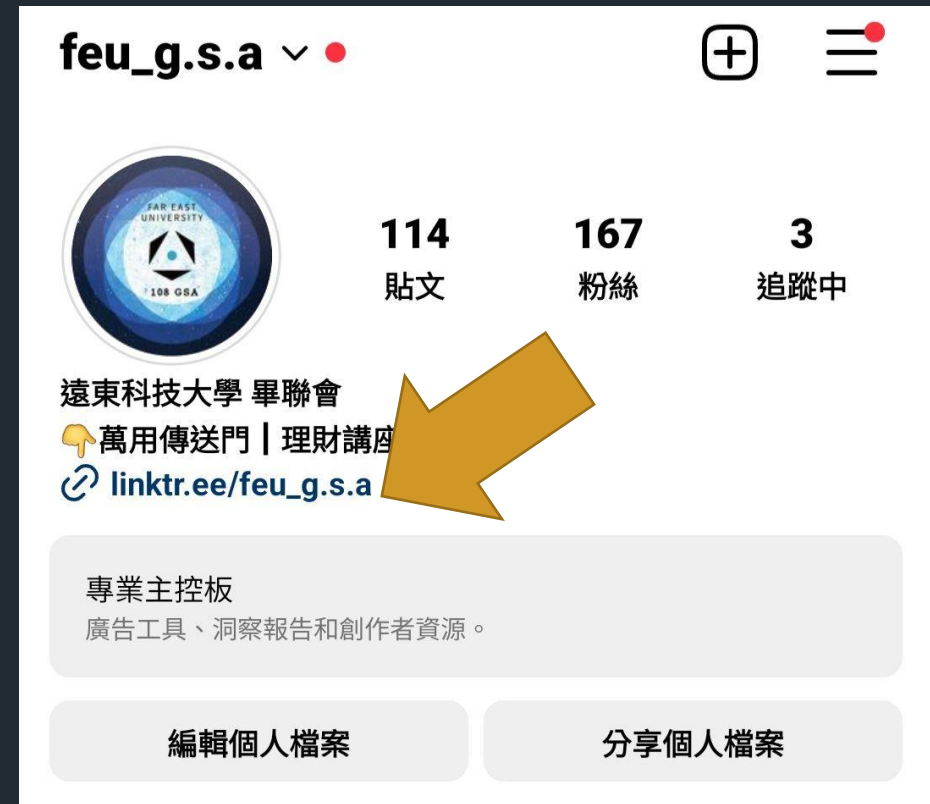 feu_g.s.a
FAR EAST
UNIVERSITY
108 GSA
114
167
3
貼文
粉絲
追蹤中
遠東科技大學 畢聯會
👇萬用傳送門 | 理財講座
linktr.ee/feu_g.s.a
專業主控板
廣告工具、洞察報告和創作者資源。
編輯個人檔案
分享個人檔案